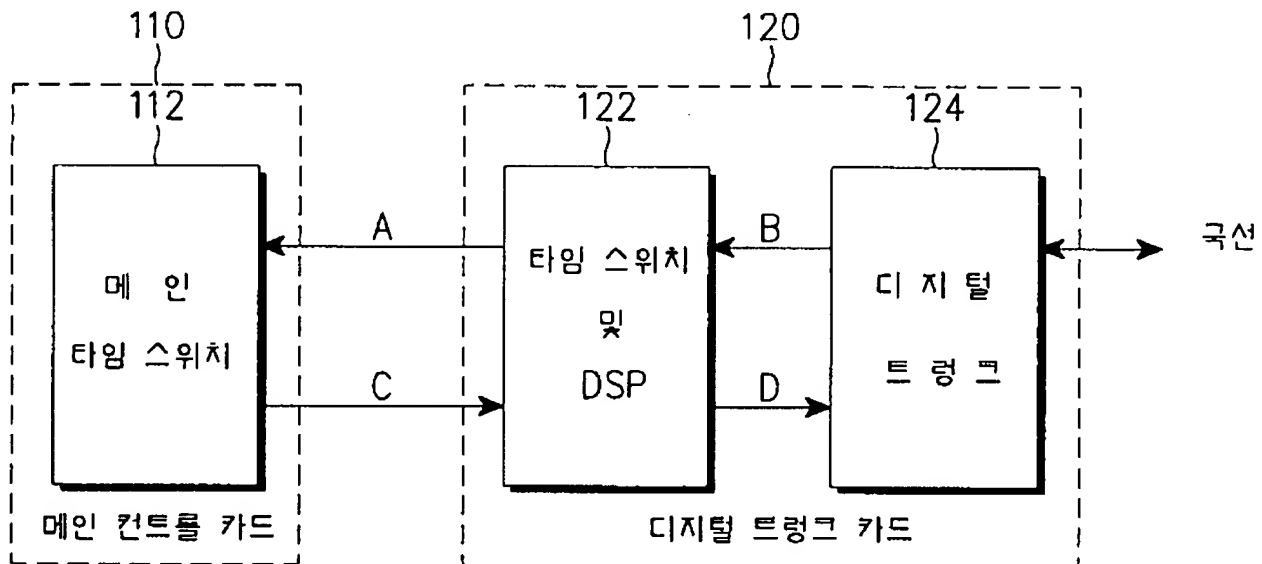 110
120
112
122
124
A
B
국선
메 인
타임 스위치
타임 스위치
및
DSP
디 지 털
트 렁 크
C
D
메인 컨트롤 카드
디지털 트렁크 카드